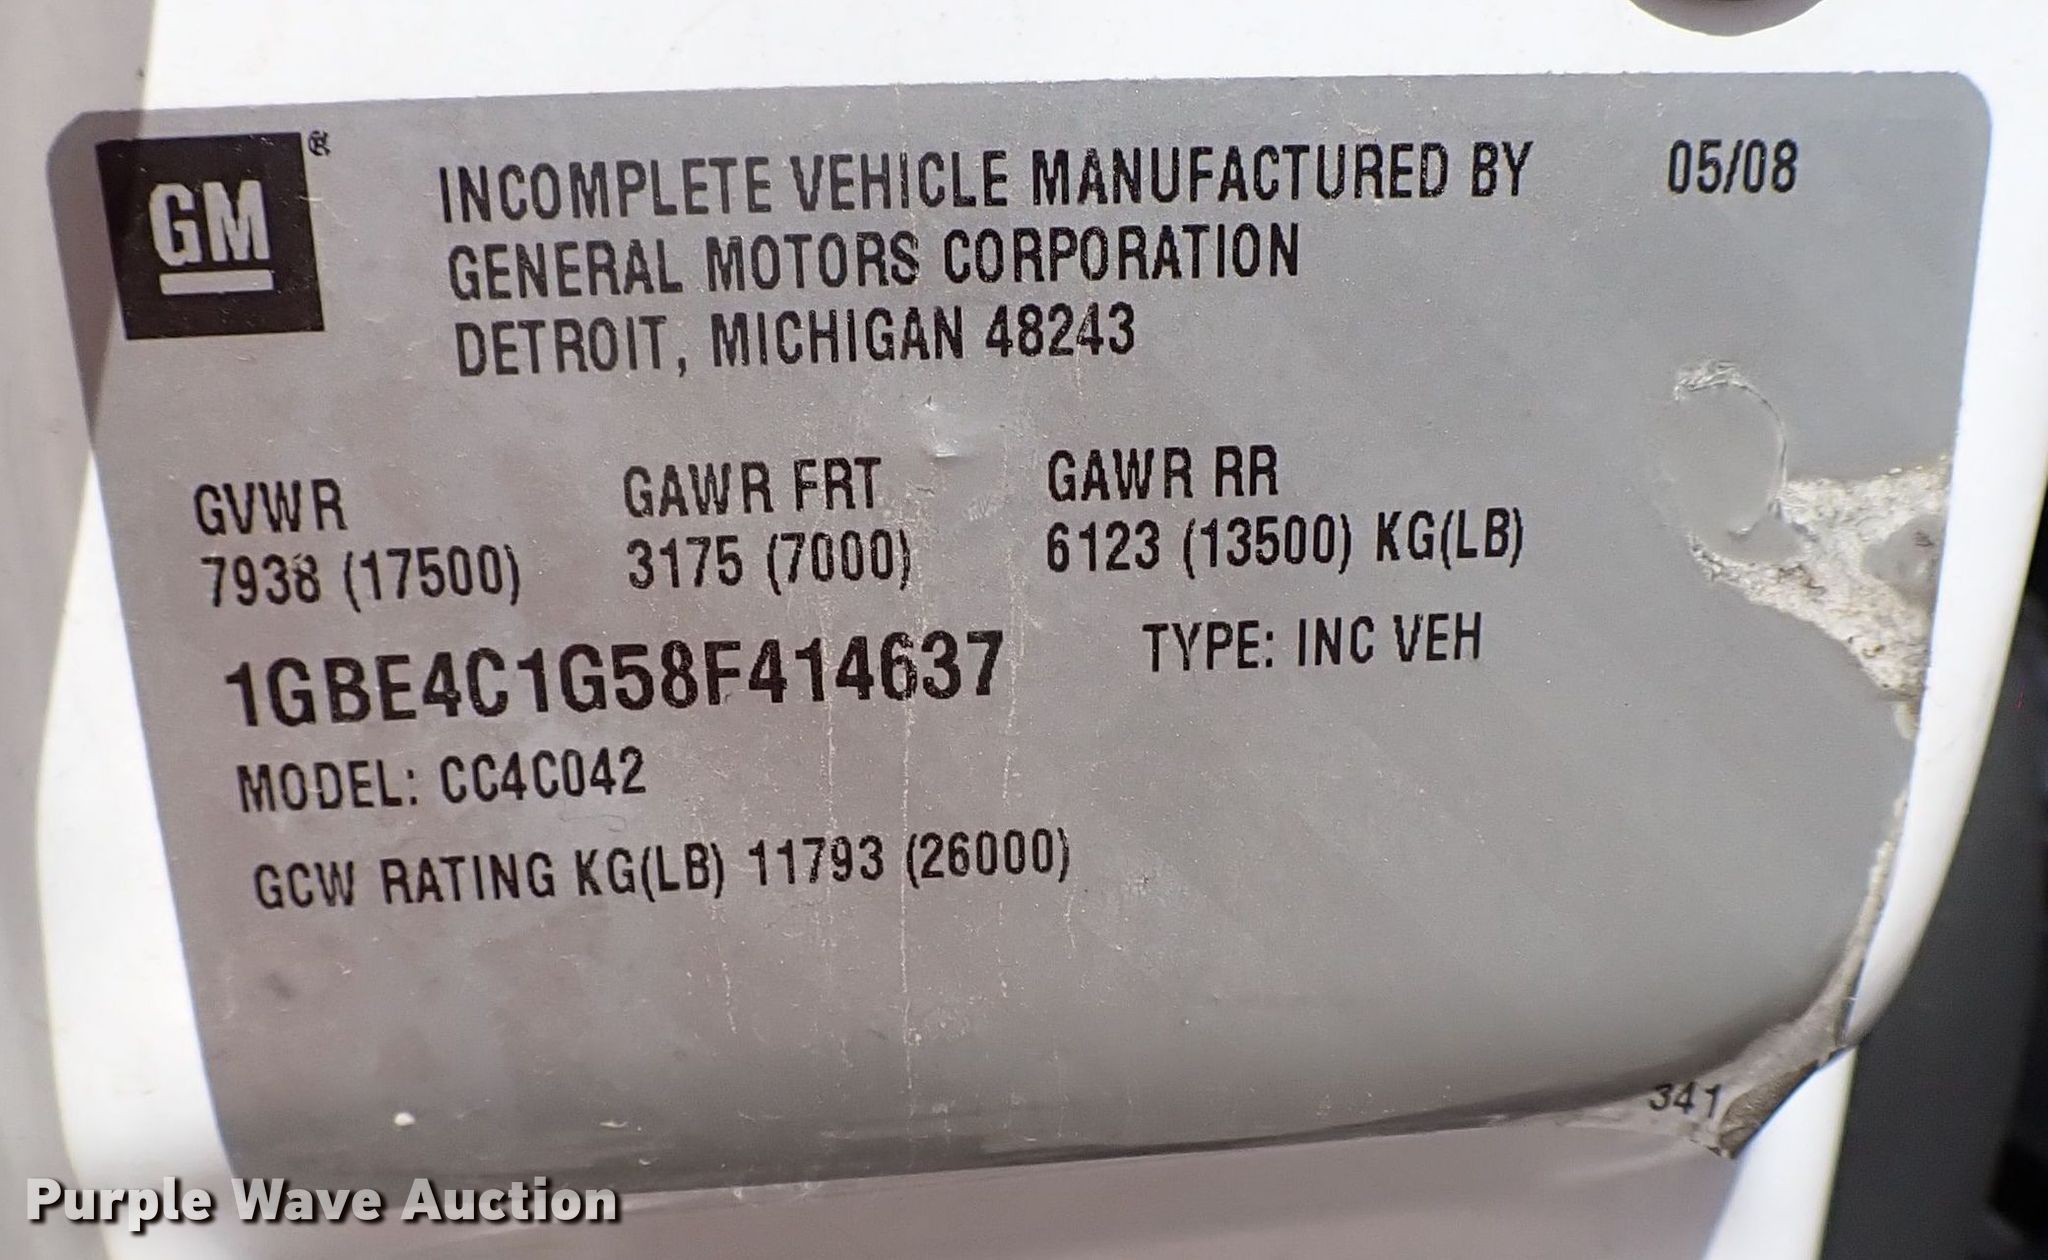 GM ®
INCOMPLETE VEHICLE MANUFACTURED BY 05/08
GENERAL MOTORS CORPORATION
DETROIT, MICHIGAN 48243
GVWR GAWR FRT GAWR RR
7938 (17500) 3175 (7000) 6123 (13500) KG(LB)
1GBE4C1G58F414637 TYPE: INC VEH
MODEL: CC4C042
GCW RATING KG(LB) 11793 (26000)
341
Purple Wave Auction